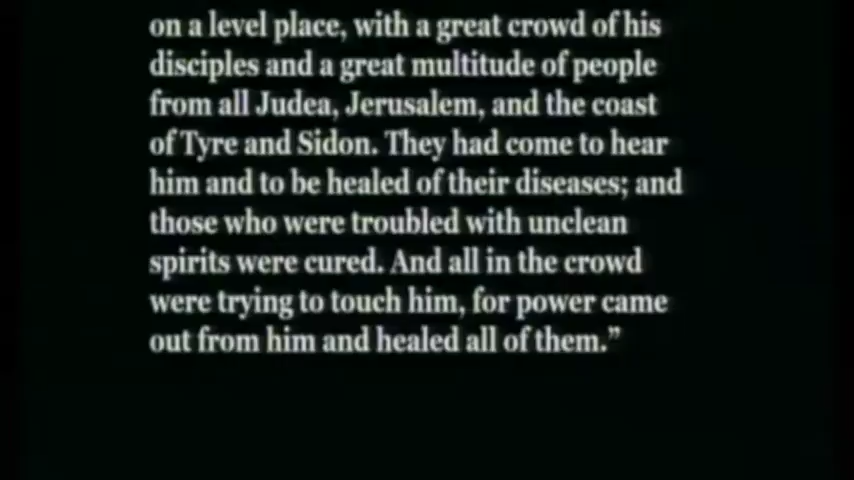 on a level place, with a great crowd of his
disciples and a great multitude of people
from all Judea, Jerusalem, and the coast
of Tyre and Sidon. They had come to hear
him and to be healed of their diseases; and
those who were troubled with unclean
spirits were cured. And all in the crowd
were trying to touch him, for power came
out from him and healed all of them.”